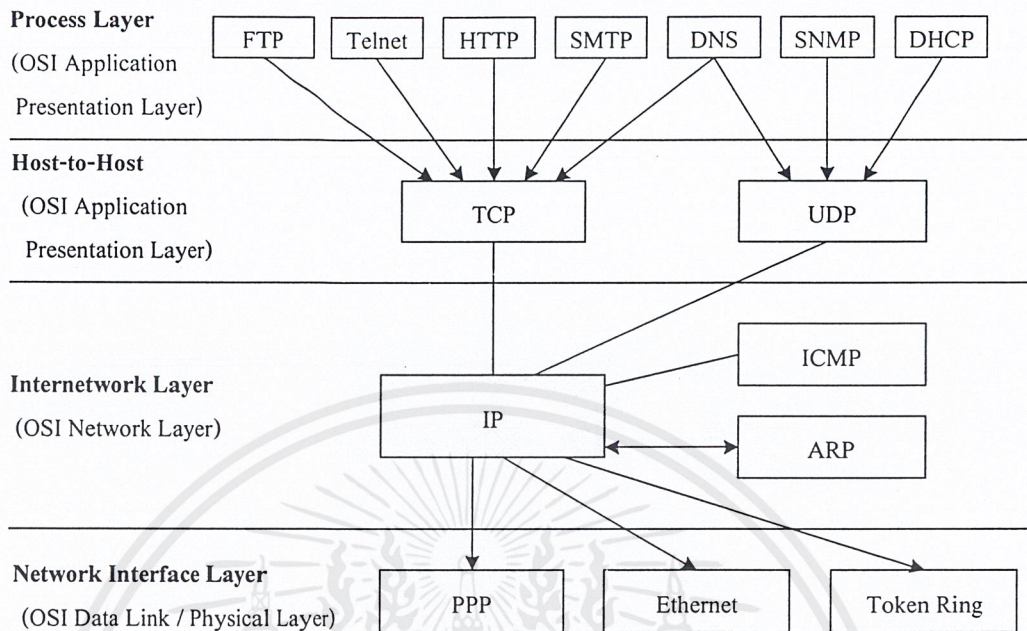 Process Layer
(OSI Application
Presentation Layer)
FTP
Telnet
HTTP
SMTP
DNS
SNMP
DHCP
Host-to-Host
(OSI Application
Presentation Layer)
TCP
UDP
Internetwork Layer
(OSI Network Layer)
IP
ICMP
ARP
Network Interface Layer
(OSI Data Link / Physical Layer)
PPP
Ethernet
Token Ring